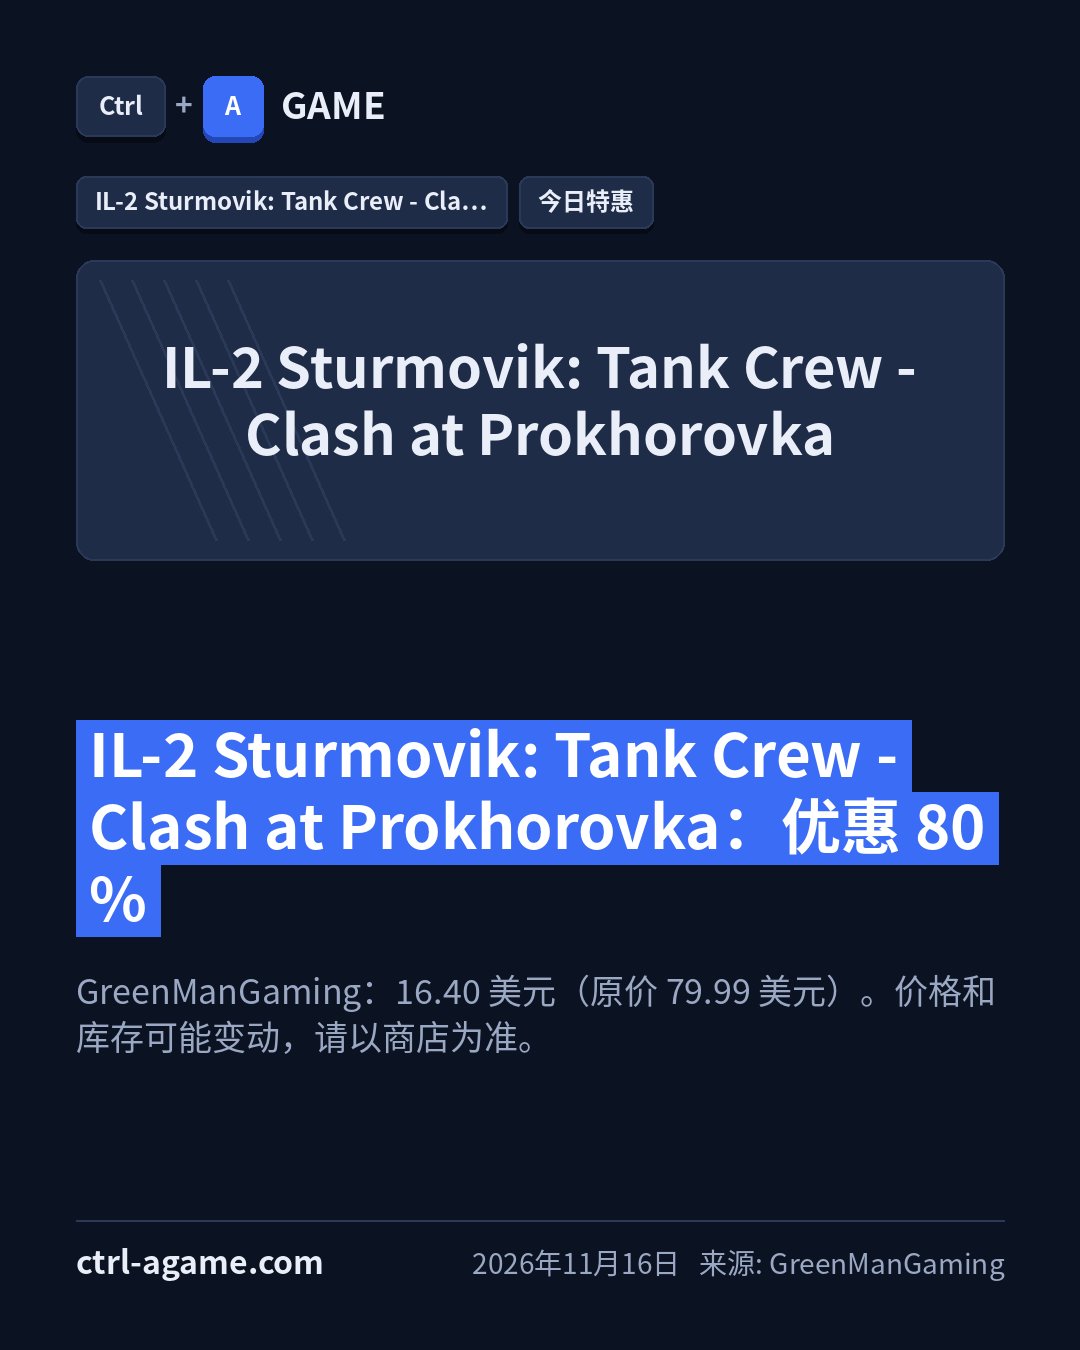 Ctrl + A GAME
IL-2 Sturmovik: Tank Crew - Cla... 今日特惠
IL-2 Sturmovik: Tank Crew -
Clash at Prokhorovka
IL-2 Sturmovik: Tank Crew -
Clash at Prokhorovka：优惠 80
%
GreenManGaming：16.40 美元（原价 79.99 美元）。价格和
库存可能变动，请以商店为准。
ctrl-agame.com 2026年11月16日 来源: GreenManGaming